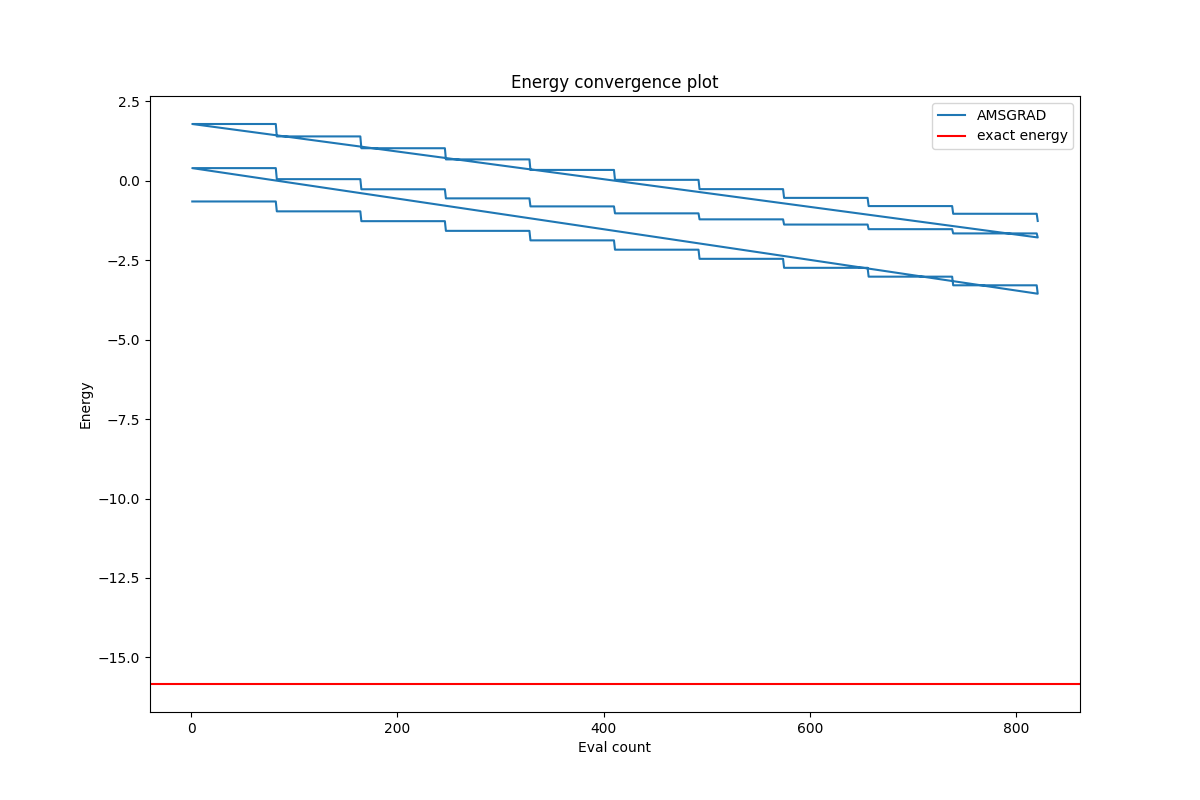 Energy convergence plot
AMSGRAD
exact energy
2.5
0.0
−2.5
−5.0
−7.5
−10.0
−12.5
−15.0
Energy
0 200 400 600 800
Eval count